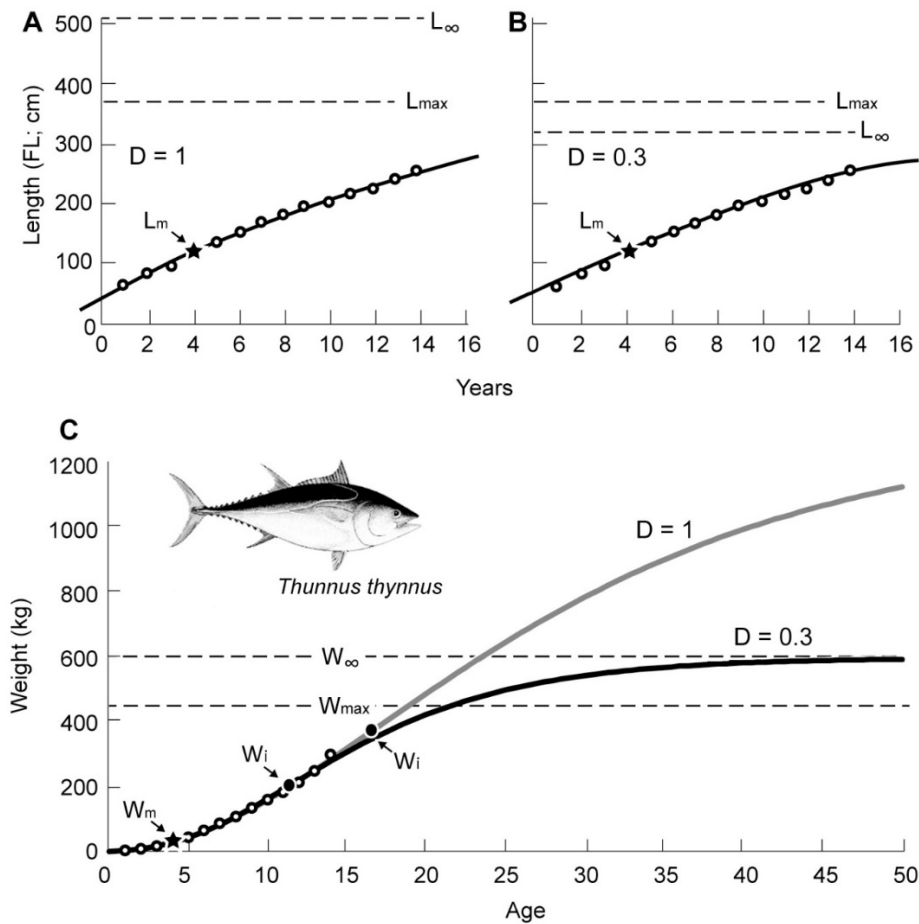 A
500
400
300
200
100
0
Length (FL; cm)
L∞
Lmax
D = 1
Lm
0 2 4 6 8 10 12 14 16
B
Lmax
L∞
D = 0.3
Lm
0 2 4 6 8 10 12 14 16
Years
C
1200
1000
800
600
400
200
0
Weight (kg)
Thunnus thynnus
D = 1
D = 0.3
W∞
Wmax
Wi
Wi
Wm
0 5 10 15 20 25 30 35 40 45 50
Age